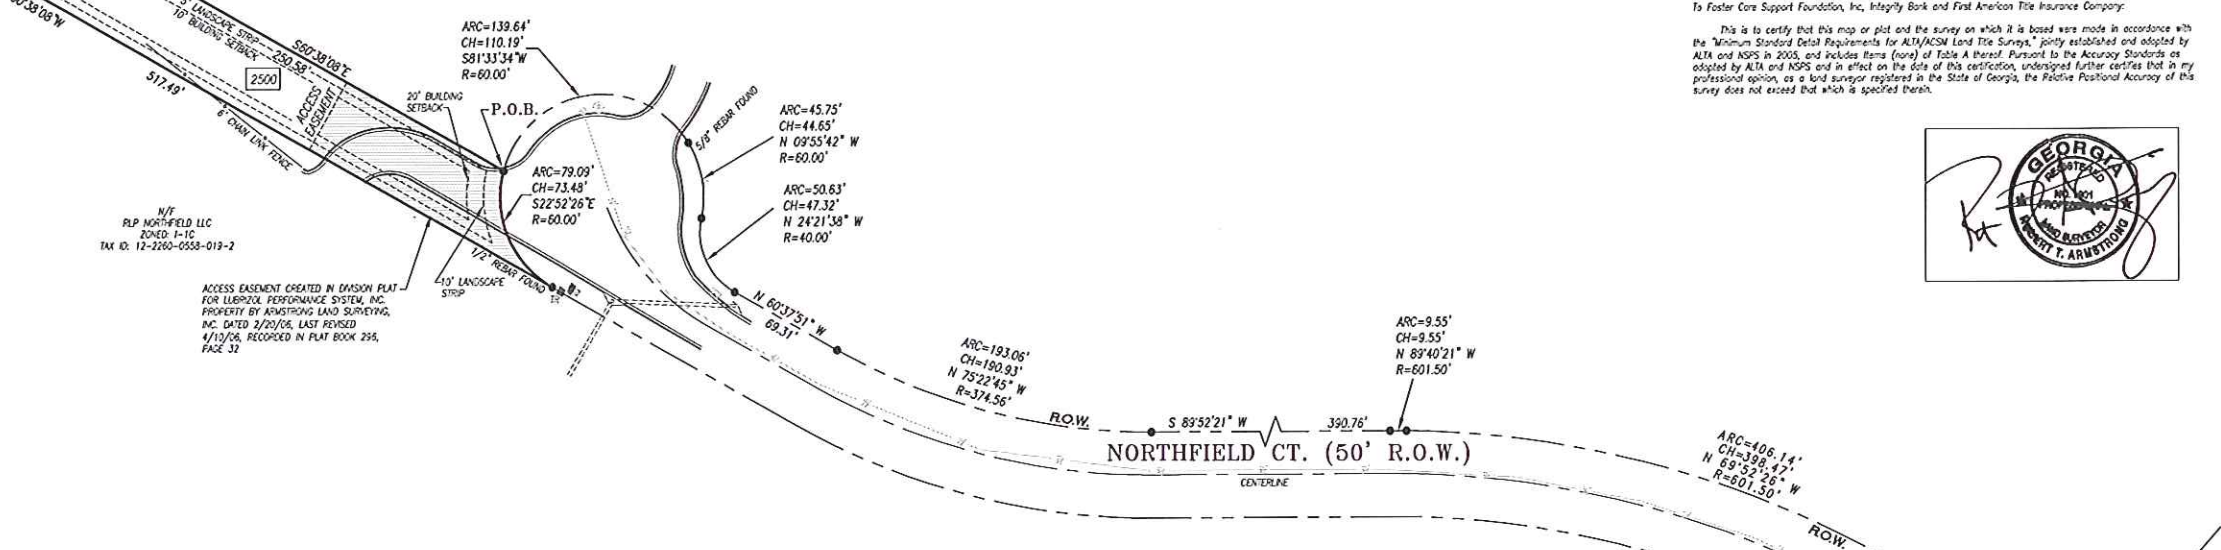 To Foster Care Support Foundation, Inc, Integrity Bank and First American Title Insurance Company:
This is to certify that this map or plat and the survey on which it is based were made in accordance with
the "Minimum Standard Detail Requirements for ALTA/ACSM Land Title Surveys," jointly established and adopted by
ALTA and NSPS in 2005, and includes Items (none) of Table A thereof. Pursuant to the Accuracy Standards as
adopted by ALTA and NSPS and in effect on the date of this certification, undersigned further certifies that in my
professional opinion, as a land surveyor registered in the State of Georgia, the Relative Positional Accuracy of this
survey does not exceed that which is specified therein.
GEORGIA
REGISTERED
PROFESSIONAL
LAND SURVEYOR
ROBERT T. ARMSTRONG
LANDSCAPE STRIP
10' BUILDING SETBACK
250.58
S60°38'08"E
2500
517.49'
6' CHAIN LINK FENCE
ACCESS
EASEMENT
20' BUILDING
SETBACK
P.O.B.
ARC=139.64'
CH=110.19'
S81°33'34"W
R=60.00'
5/8" REBAR FOUND
ARC=45.75'
CH=44.65'
N 09°55'42" W
R=60.00'
ARC=79.09'
CH=73.48'
S22°52'26"E
R=60.00'
ARC=50.63'
CH=47.32'
N 24°21'38" W
R=40.00'
N/F
RLP NORTHFIELD LLC
ZONED: I-1C
TAX ID: 12-2260-0558-019-2
1/2" REBAR FOUND
10' LANDSCAPE
STRIP
ACCESS EASEMENT CREATED IN DIVISION PLAT
FOR LUBRIZOL PERFORMANCE SYSTEM, INC.
PROPERTY BY ARMSTRONG LAND SURVEYING,
INC. DATED 2/20/06, LAST REVISED
4/10/06, RECORDED IN PLAT BOOK 296,
PAGE 32
N 60°37'51" W
69.31'
ARC=193.06'
CH=190.93'
N 75°22'45" W
R=374.56'
R.O.W.
S 89°52'21" W
390.76'
ARC=9.55'
CH=9.55'
N 89°40'21" W
R=601.50'
NORTHFIELD CT. (50' R.O.W.)
CENTERLINE
ARC=406.14'
CH=398.47'
N 69°52'26" W
R=601.50'
R.O.W.